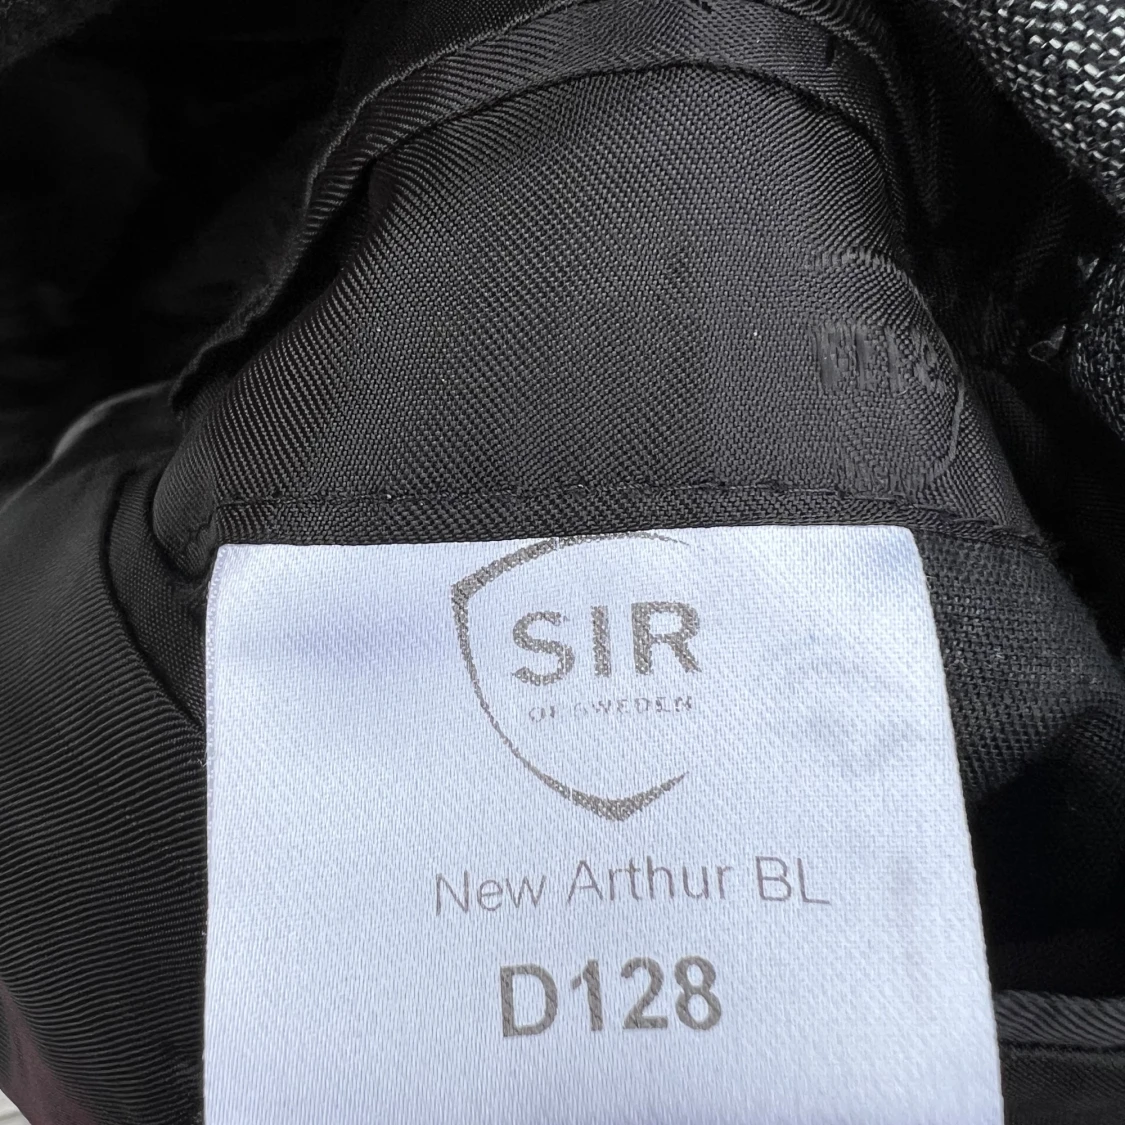 SIR
OF SWEDEN
New Arthur BL
D128